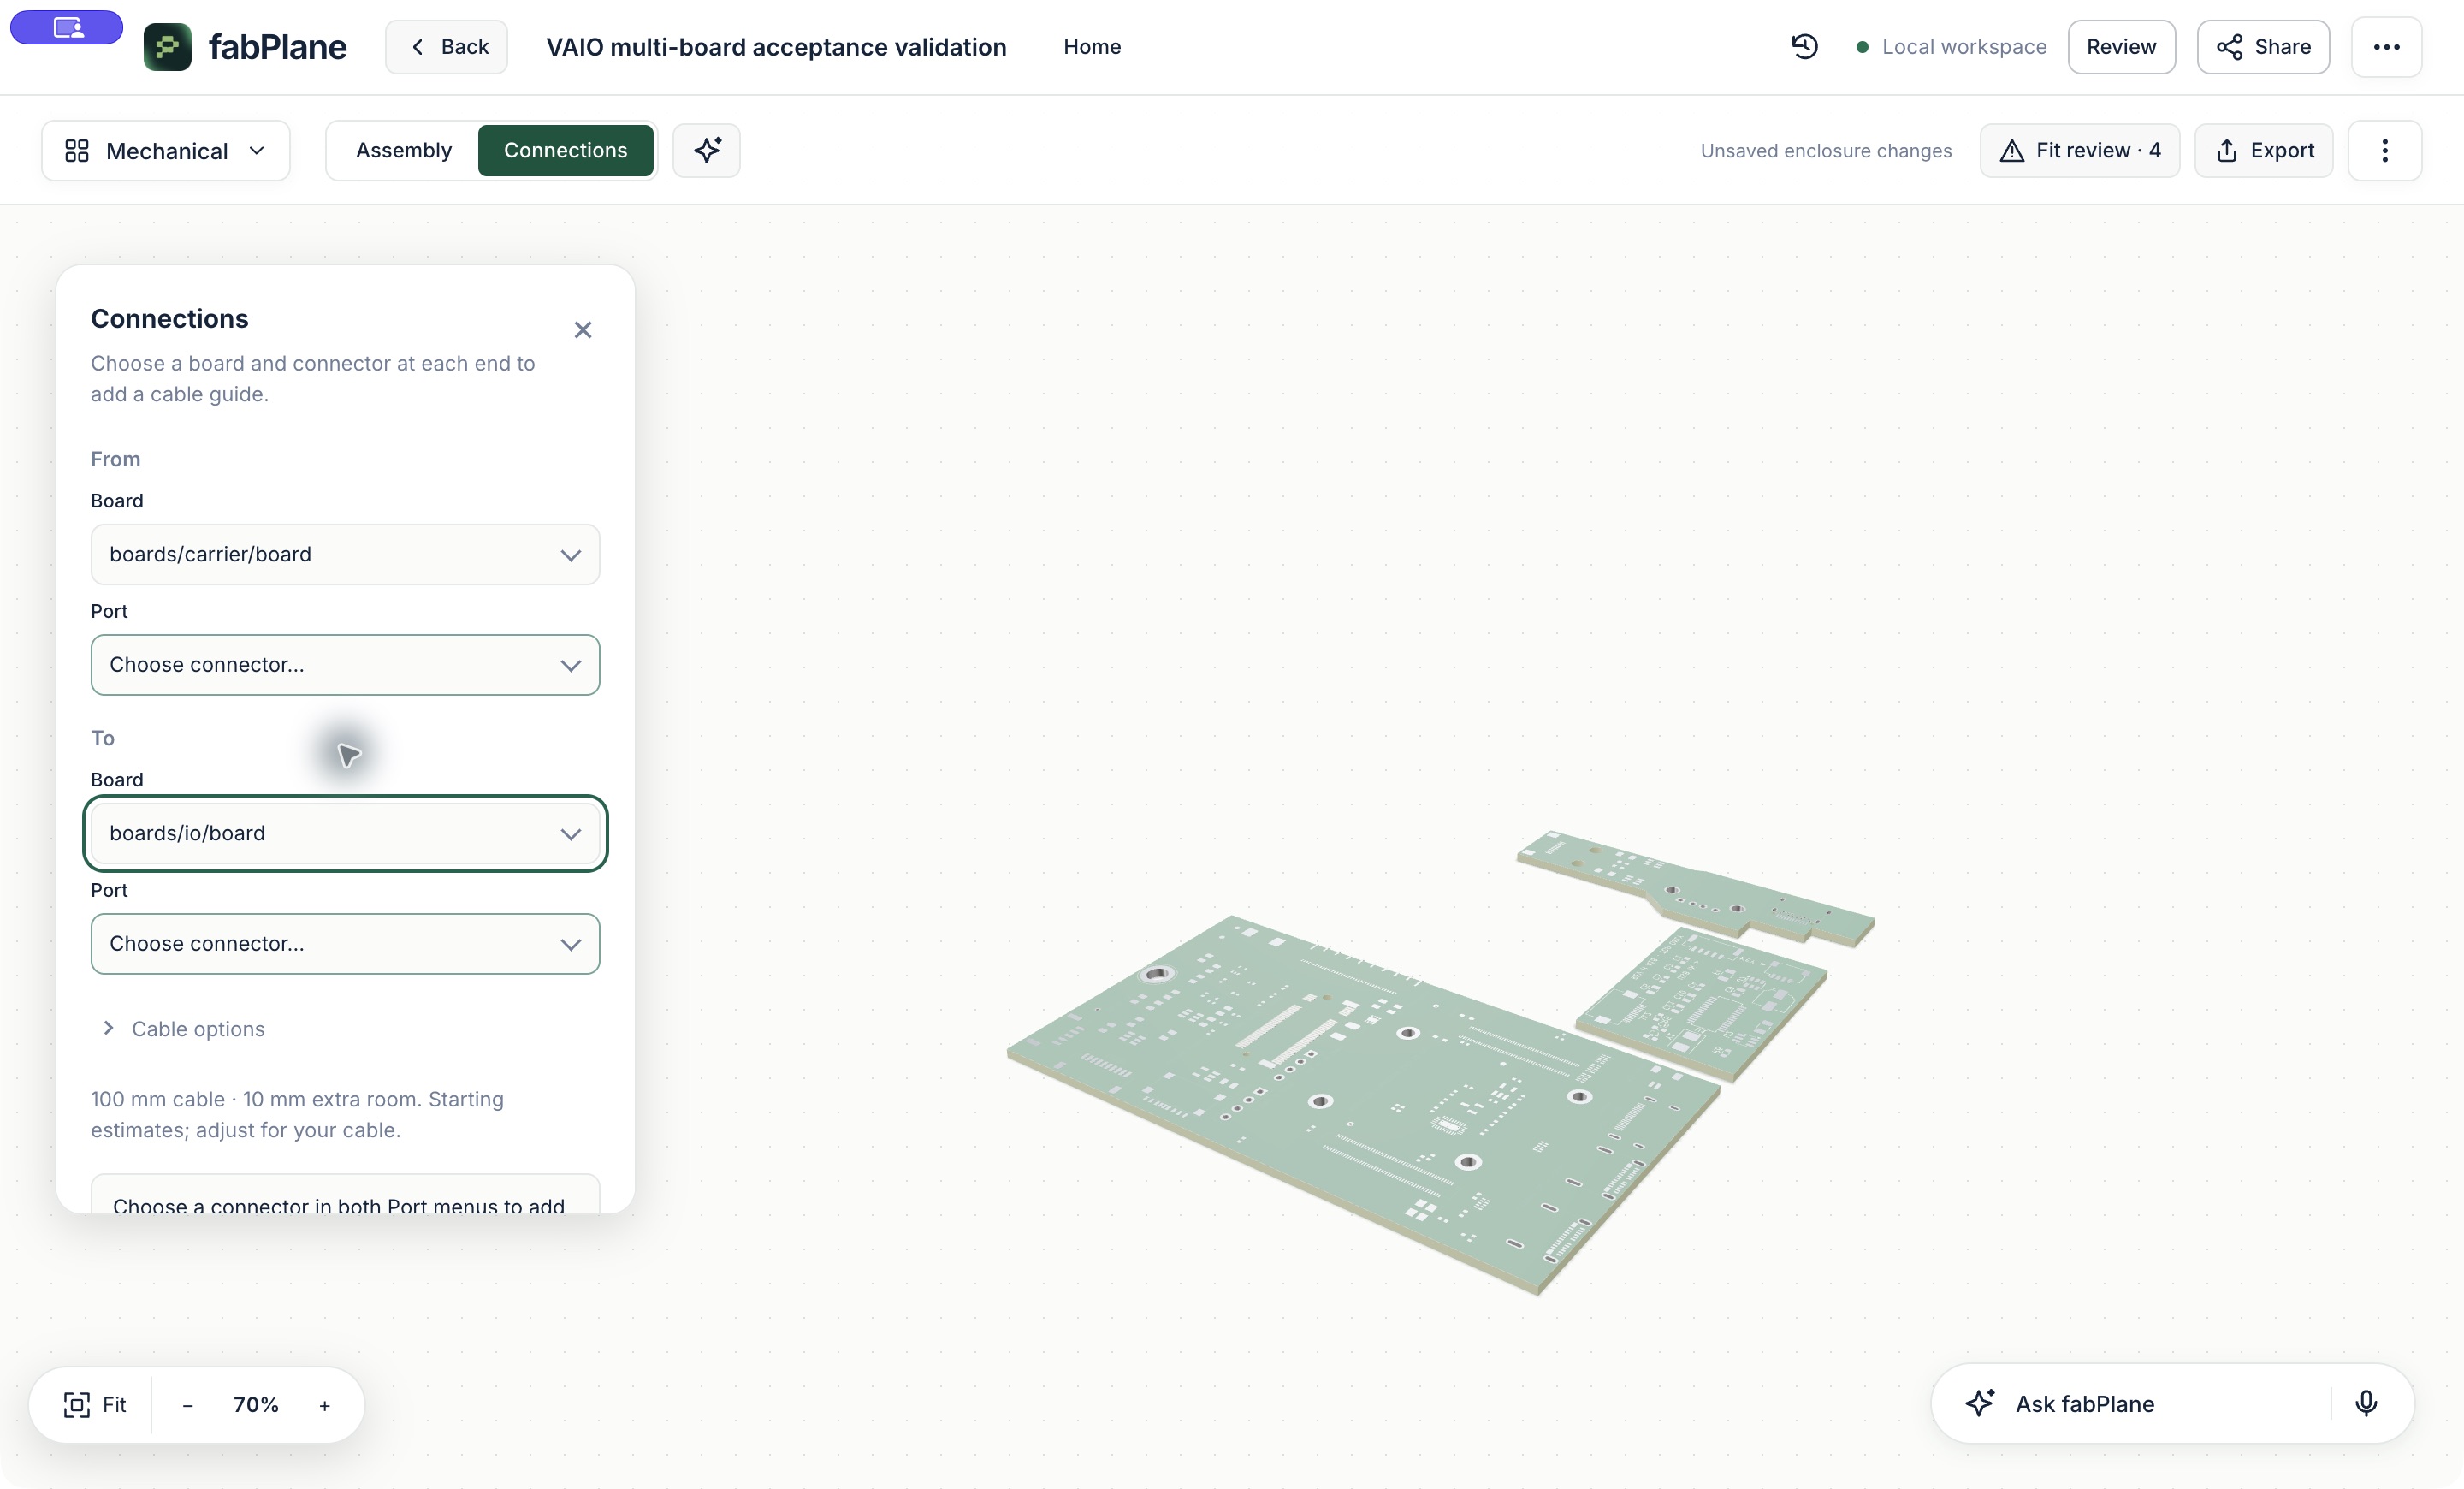 fabPlane
Back
VAIO multi-board acceptance validation
Home
Local workspace
Review
Share
Mechanical
Assembly
Connections
Unsaved enclosure changes
Fit review · 4
Export
Connections
Choose a board and connector at each end to
add a cable guide.
From
Board
boards/carrier/board
Port
Choose connector...
To
Board
boards/io/board
Port
Choose connector...
Cable options
100 mm cable · 10 mm extra room. Starting
estimates; adjust for your cable.
Choose a connector in both Port menus to add
Fit
−
70%
+
Ask fabPlane